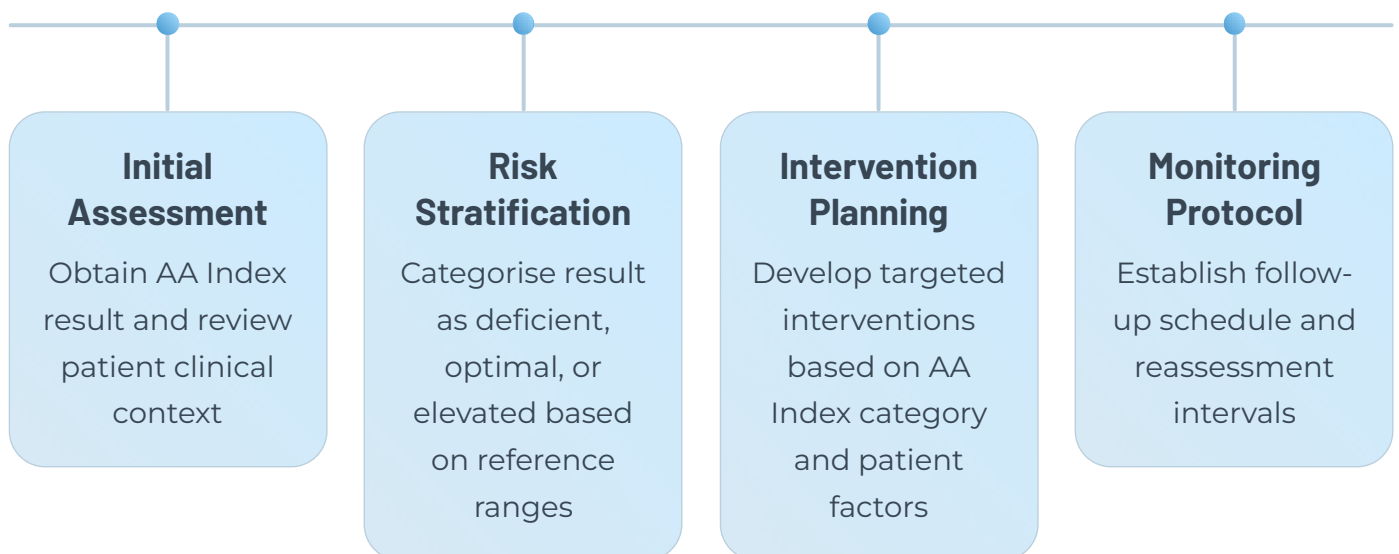 Initial
Assessment
Obtain AA Index
result and review
patient clinical
context
Risk
Stratification
Categorise result
as deficient,
optimal, or
elevated based
on reference
ranges
Intervention
Planning
Develop targeted
interventions
based on AA
Index category
and patient
factors
Monitoring
Protocol
Establish follow-
up schedule and
reassessment
intervals